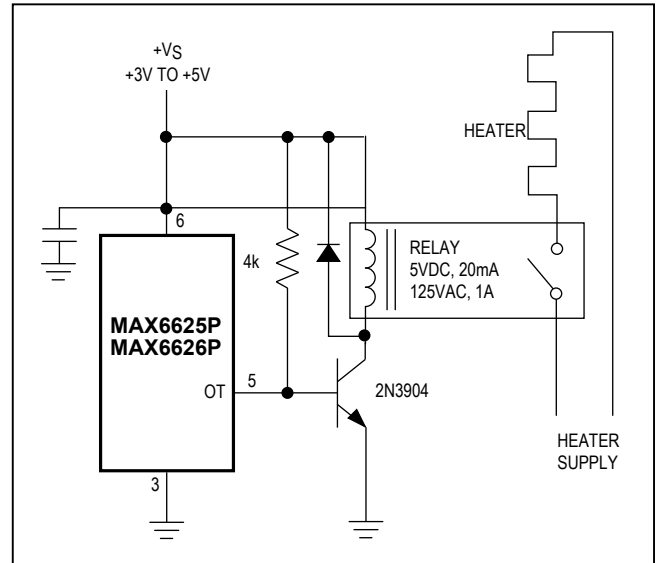 +VS
+3V TO +5V
HEATER
6
4k
RELAY
5VDC, 20mA
125VAC, 1A
MAX6625P
MAX6626P
OT
5
2N3904
3
HEATER
SUPPLY